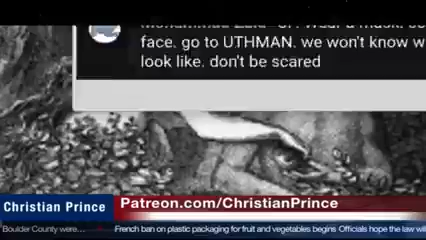 face. go to UTHMAN. we won't know w
look like. don't be scared
Christian Prince
Patreon.com/ChristianPrince
Boulder County were…
French ban on plastic packaging for fruit and vegetables begins Officials hope the law wil